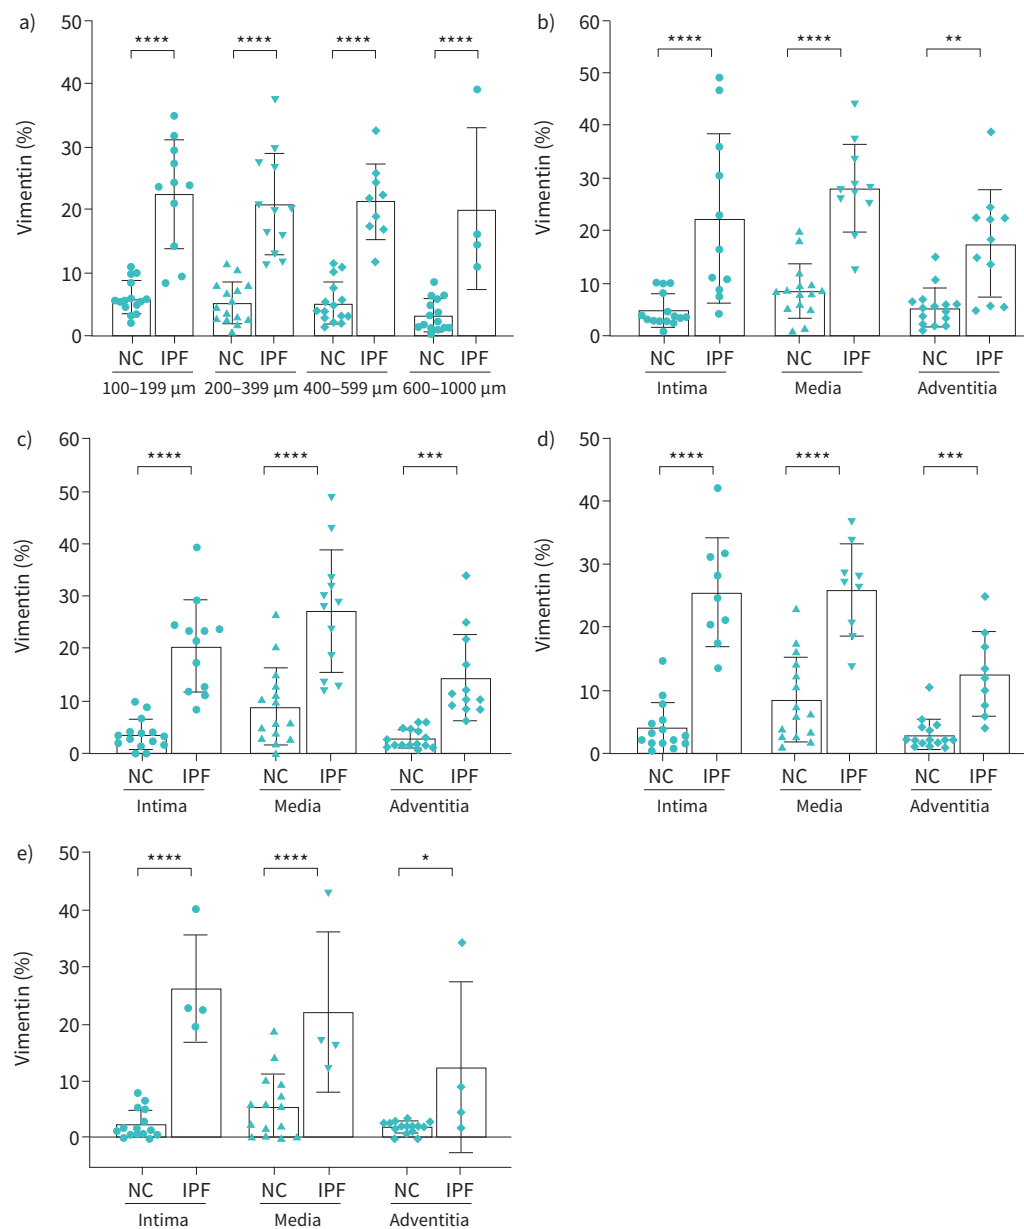 a)
Vimentin (%)
50
40
30
20
10
0
**** **** **** ****
NC IPF NC IPF NC IPF NC IPF
100–199 µm 200–399 µm 400–599 µm 600–1000 µm
b)
Vimentin (%)
60
50
40
30
20
10
0
**** **** **
NC IPF NC IPF NC IPF
Intima Media Adventitia
c)
Vimentin (%)
60
50
40
30
20
10
0
**** **** ***
NC IPF NC IPF NC IPF
Intima Media Adventitia
d)
Vimentin (%)
50
40
30
20
10
0
**** **** ***
NC IPF NC IPF NC IPF
Intima Media Adventitia
e)
Vimentin (%)
50
40
30
20
10
0
**** **** *
NC IPF NC IPF NC IPF
Intima Media Adventitia